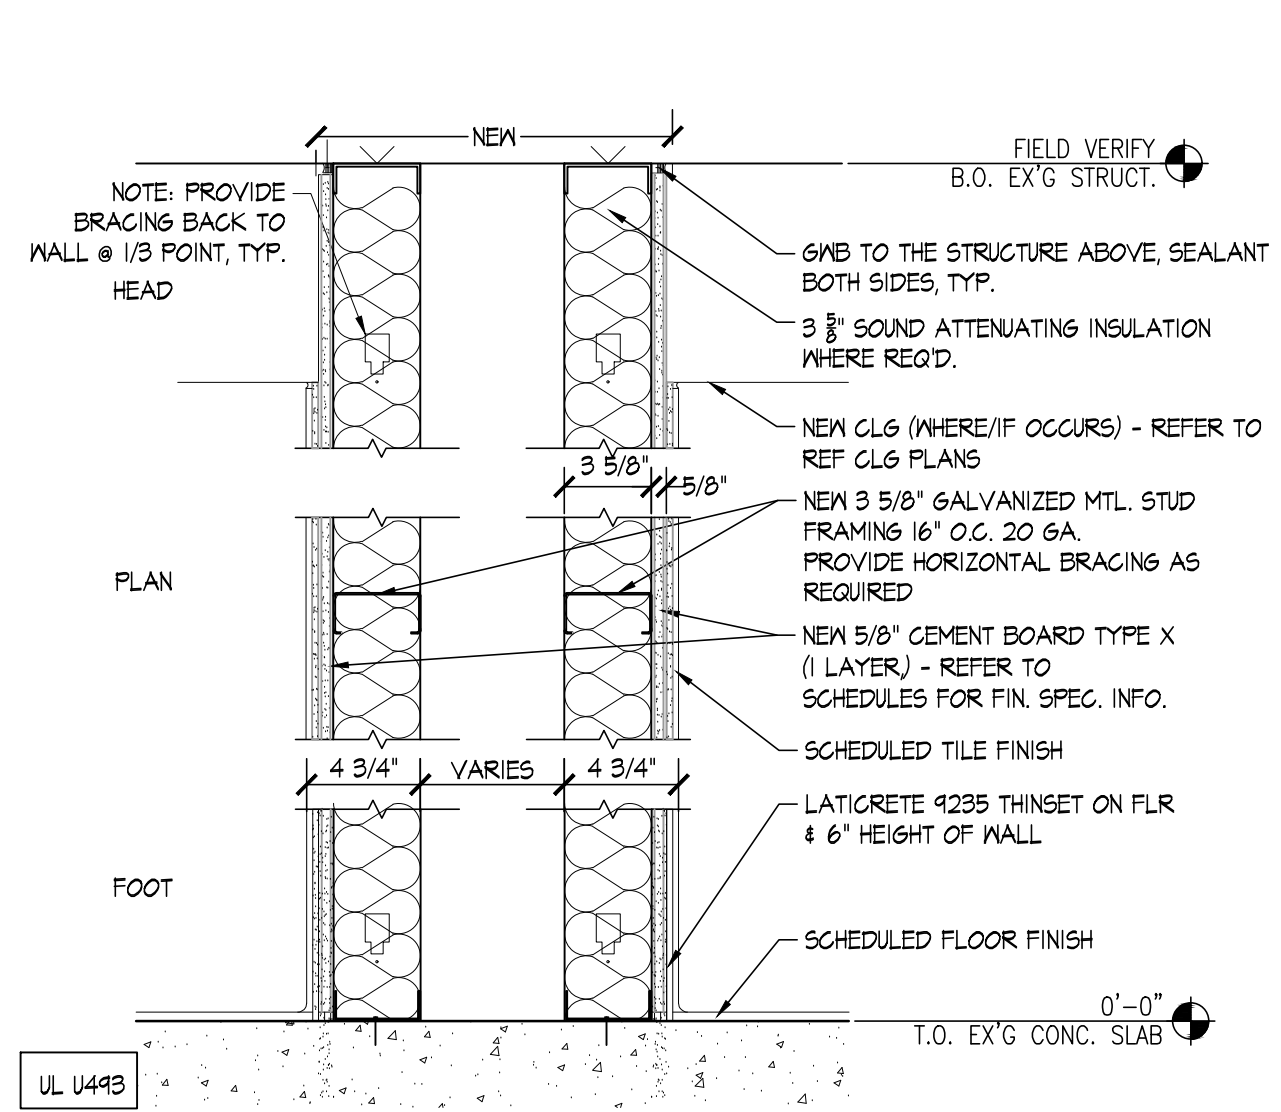 NEW
FIELD VERIFY
B.O. EX'G STRUCT.
NOTE: PROVIDE
BRACING BACK TO
WALL @ 1/3 POINT, TYP.
HEAD
GWB TO THE STRUCTURE ABOVE, SEALANT
BOTH SIDES, TYP.
3 5/8" SOUND ATTENUATING INSULATION
WHERE REQ'D.
NEW CLG (WHERE/IF OCCURS) - REFER TO
REF CLG PLANS
3 5/8"
5/8"
NEW 3 5/8" GALVANIZED MTL. STUD
FRAMING 16" O.C. 20 GA.
PROVIDE HORIZONTAL BRACING AS
REQUIRED
PLAN
NEW 5/8" CEMENT BOARD TYPE X
(1 LAYER,) - REFER TO
SCHEDULES FOR FIN. SPEC. INFO.
SCHEDULED TILE FINISH
4 3/4"
VARIES
4 3/4"
LATICRETE 9235 THINSET ON FLR
& 6" HEIGHT OF WALL
FOOT
SCHEDULED FLOOR FINISH
0'-0"
T.O. EX'G CONC. SLAB
UL U493